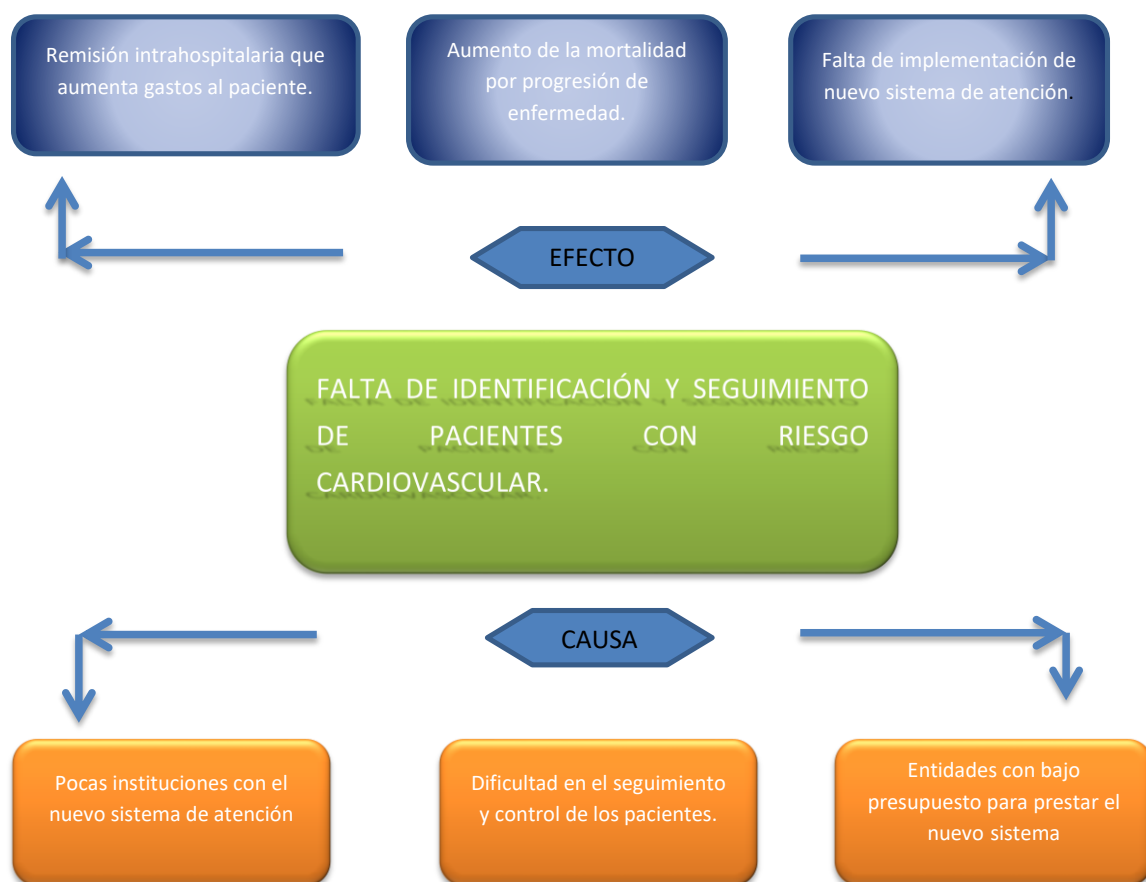 Remisión intrahospitalaria que
aumenta gastos al paciente.
Aumento de la mortalidad
por progresión de
enfermedad.
Falta de implementación de
nuevo sistema de atención.
EFECTO
FALTA DE IDENTIFICACIÓN Y SEGUIMIENTO
DE PACIENTES CON RIESGO
CARDIOVASCULAR.
CAUSA
Pocas instituciones con el
nuevo sistema de atención
Dificultad en el seguimiento
y control de los pacientes.
Entidades con bajo
presupuesto para prestar el
nuevo sistema